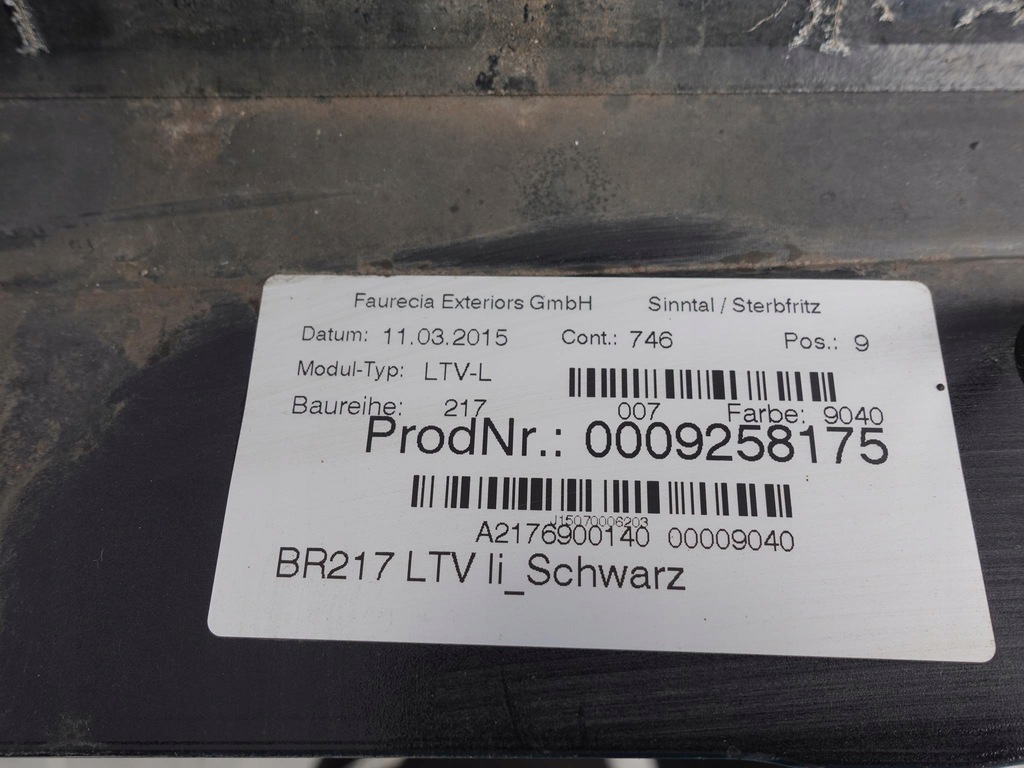 Faurecia Exteriors GmbH Sinntal / Sterbfritz
Datum: 11.03.2015 Cont.: 746 Pos.: 9
Modul-Typ: LTV-L
Baureihe: 217 007 Farbe: 9040
ProdNr.: 0009258175
J15070006203
A2176900140 00009040
BR217 LTV li_Schwarz